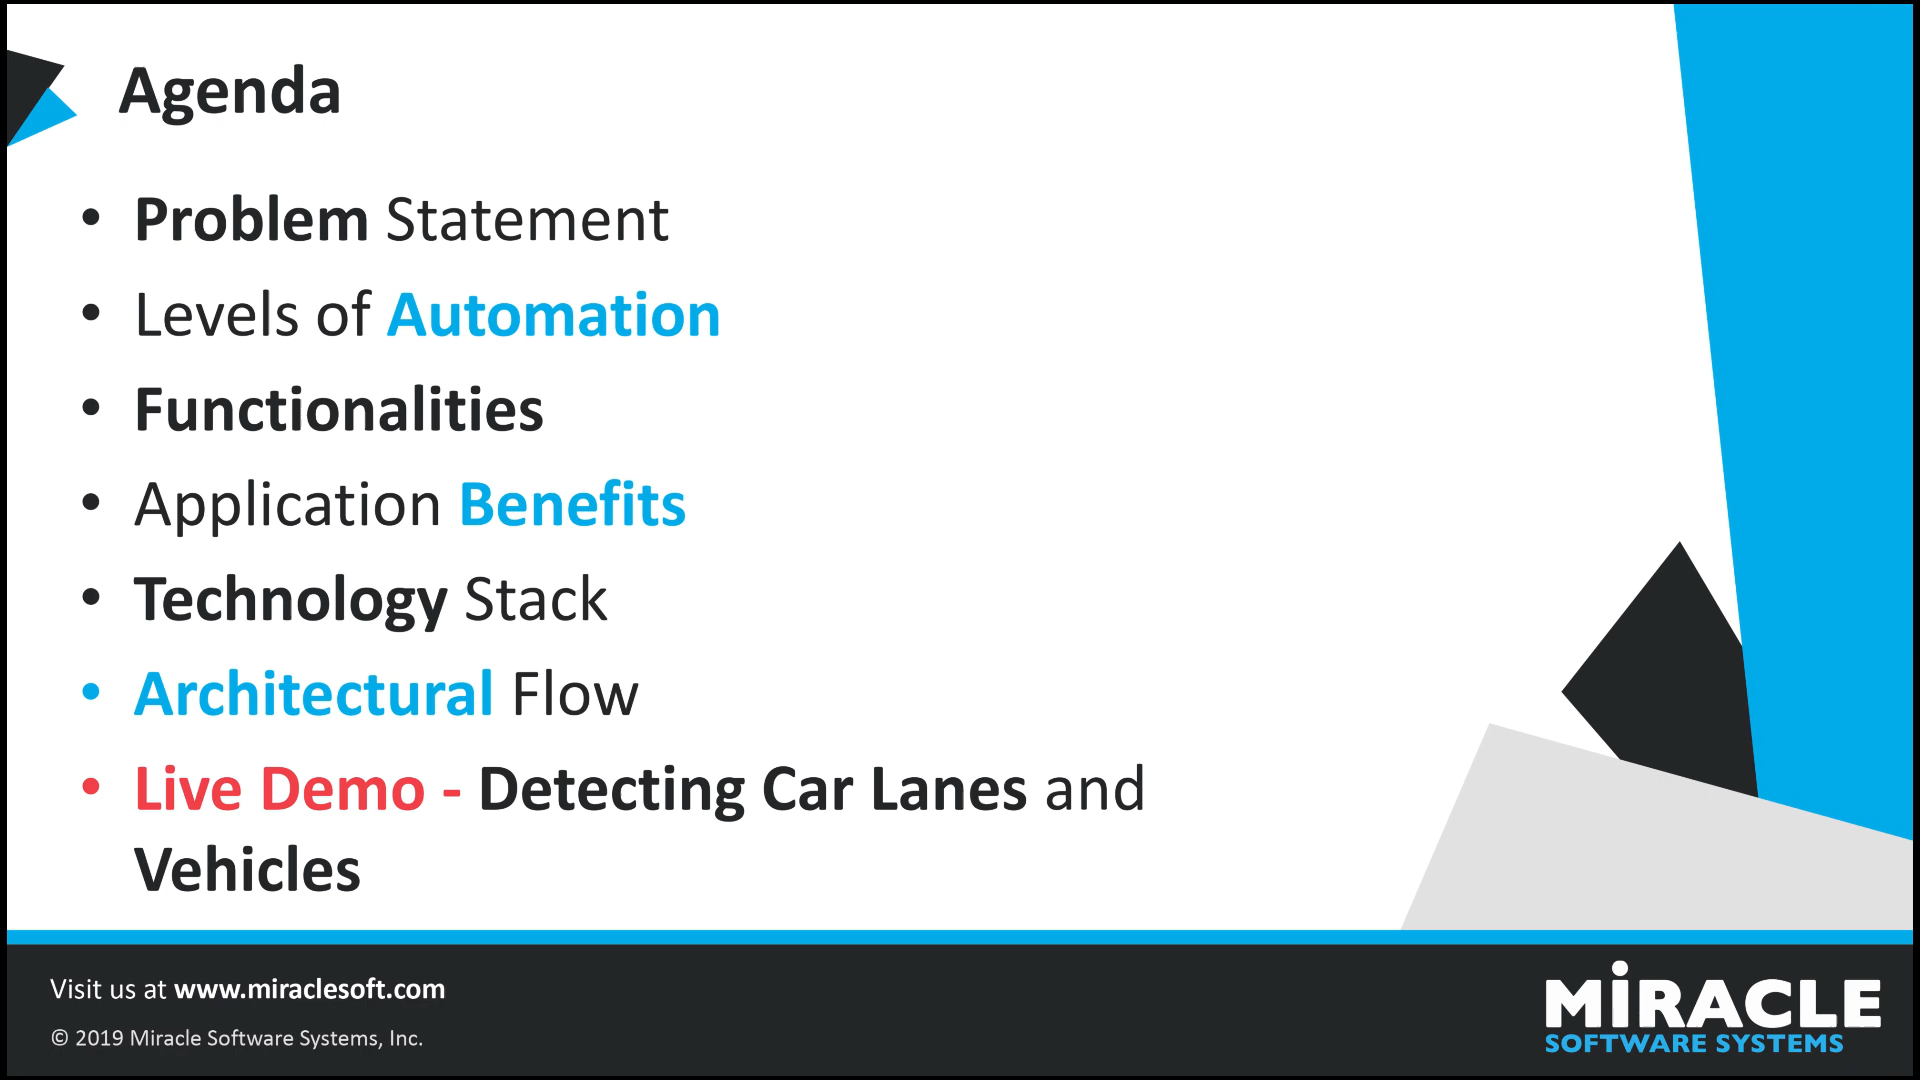 Agenda
• Problem Statement
• Levels of Automation
• Functionalities
• Application Benefits
• Technology Stack
• Architectural Flow
• Live Demo - Detecting Car Lanes and
Vehicles
Visit us at www.miraclesoft.com
© 2019 Miracle Software Systems, Inc.
MiRACLE
SOFTWARE SYSTEMS